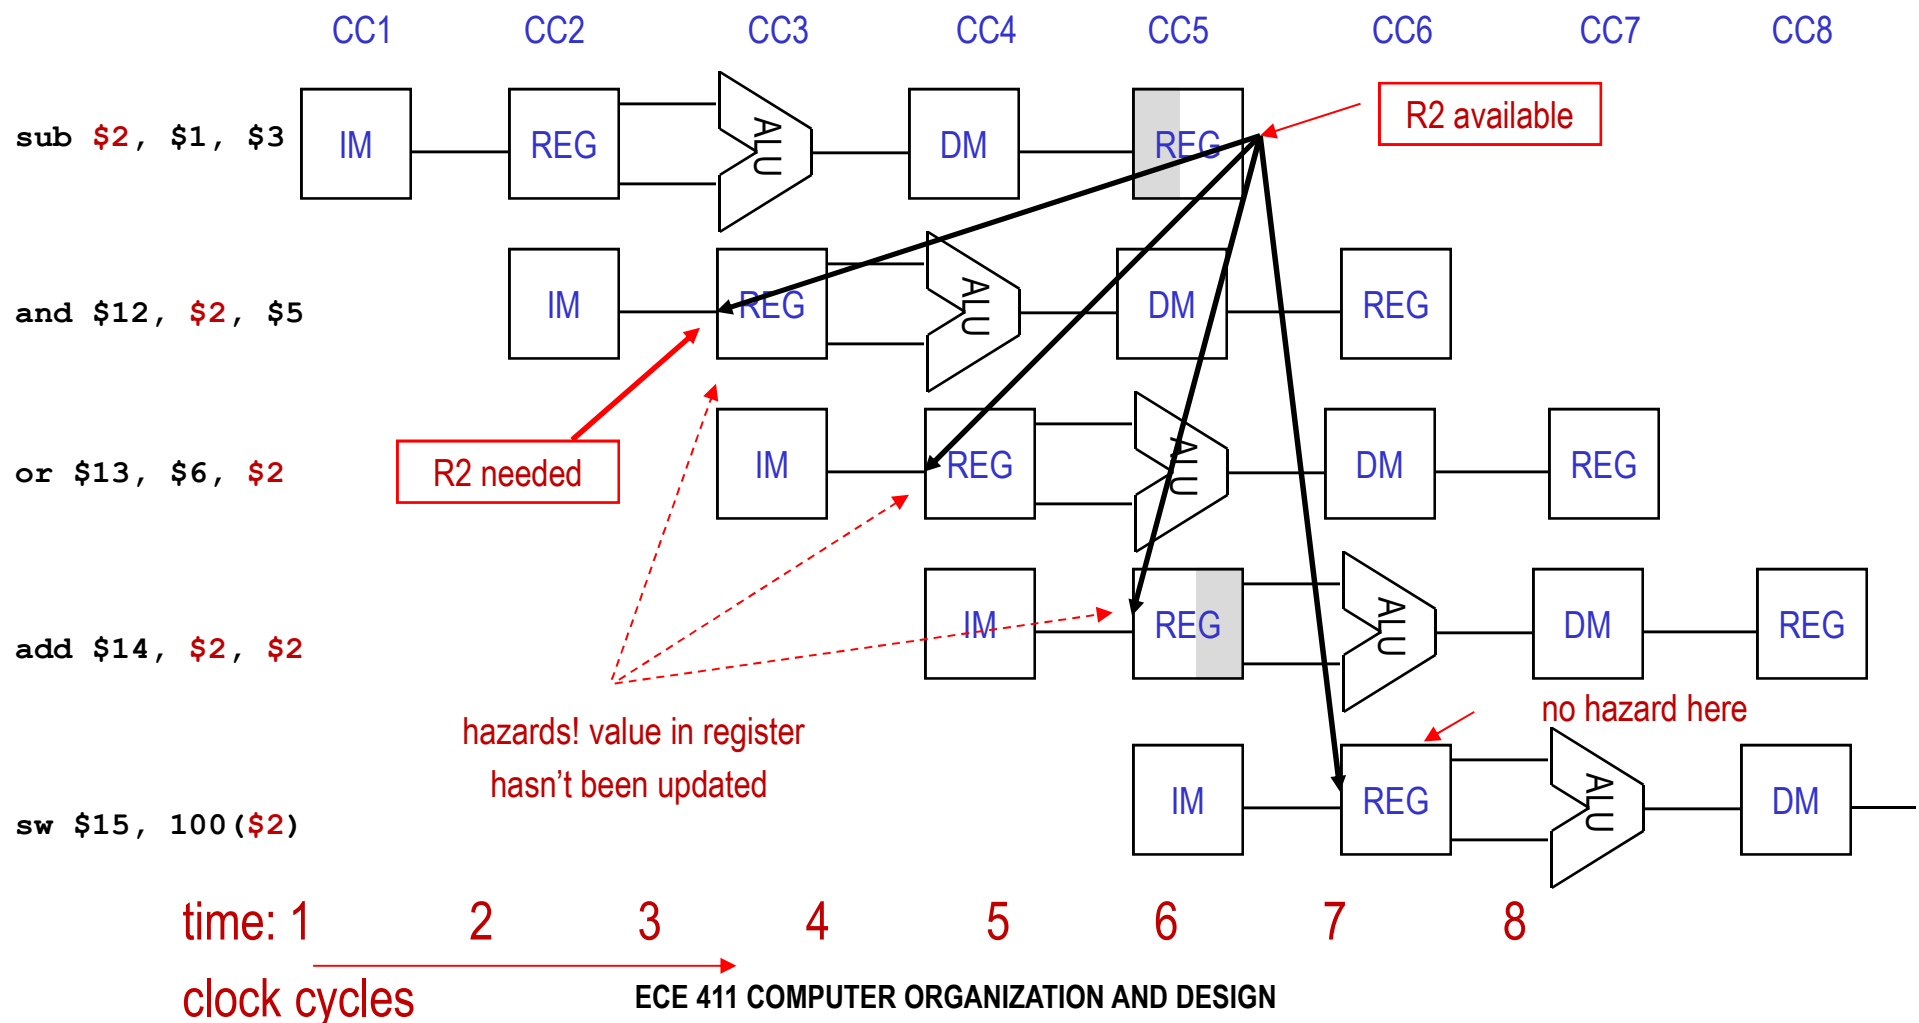 CC1 CC2 CC3 CC4 CC5 CC6 CC7 CC8
sub $2, $1, $3
IM REG ALU DM REG
R2 available
and $12, $2, $5
IM REG ALU DM REG
R2 needed
or $13, $6, $2
IM REG ALU DM REG
add $14, $2, $2
IM REG ALU DM REG
hazards! value in register
hasn't been updated
no hazard here
sw $15, 100($2)
IM REG ALU DM
time: 1 2 3 4 5 6 7 8
clock cycles
ECE 411 COMPUTER ORGANIZATION AND DESIGN